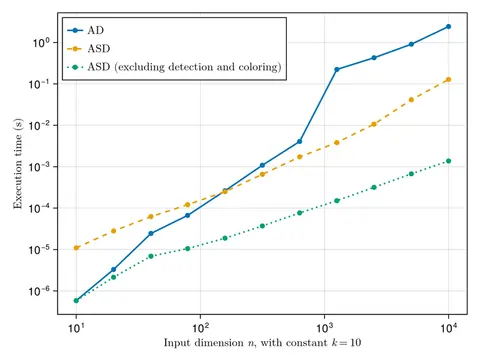 AD
ASD
ASD (excluding detection and coloring)
Execution time (s)
10⁰
10⁻¹
10⁻²
10⁻³
10⁻⁴
10⁻⁵
10⁻⁶
10¹ 10² 10³ 10⁴
Input dimension n, with constant k = 10